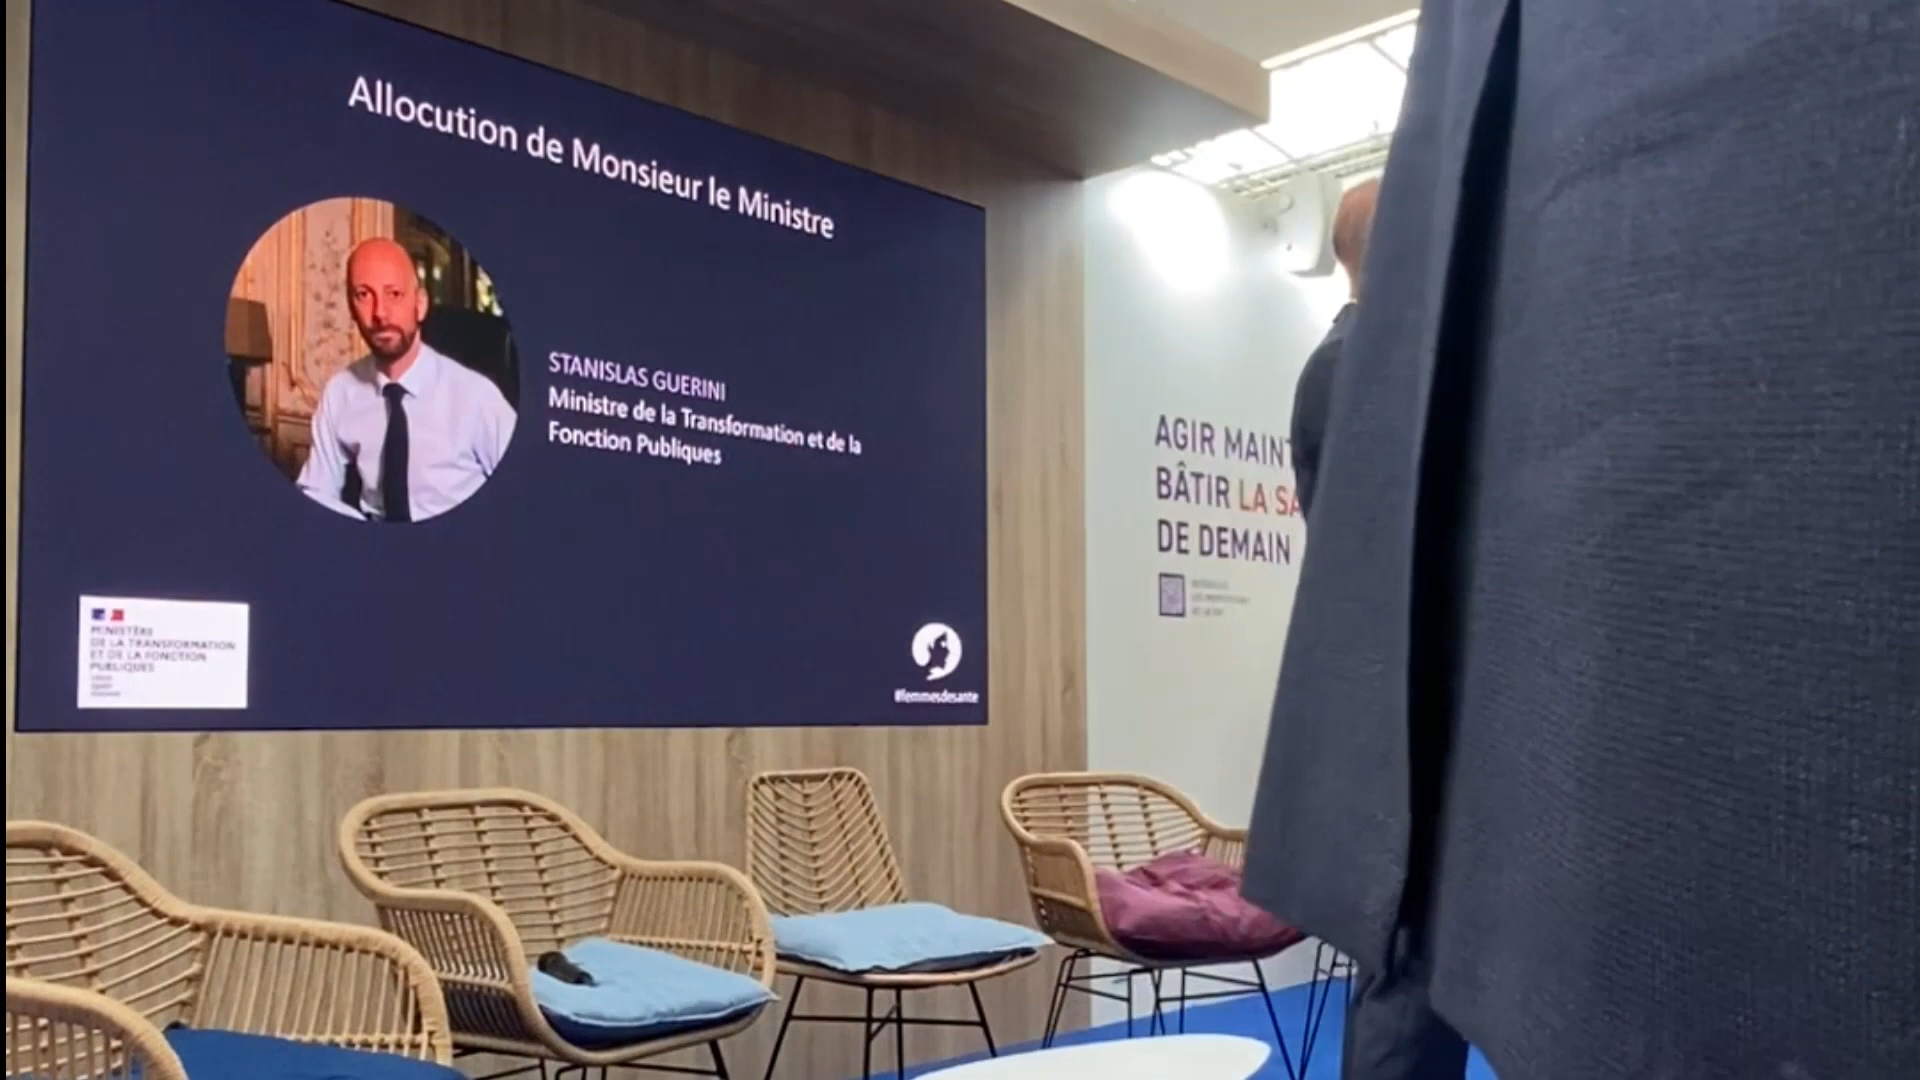 Allocution de Monsieur le Ministre
STANISLAS GUERINI
Ministre de la Transformation et de la
Fonction Publiques
MINISTÈRE
DE LA TRANSFORMATION
ET DE LA FONCTION
PUBLIQUES
#femmesdesante
AGIR MAINT
BÂTIR LA SA
DE DEMAIN